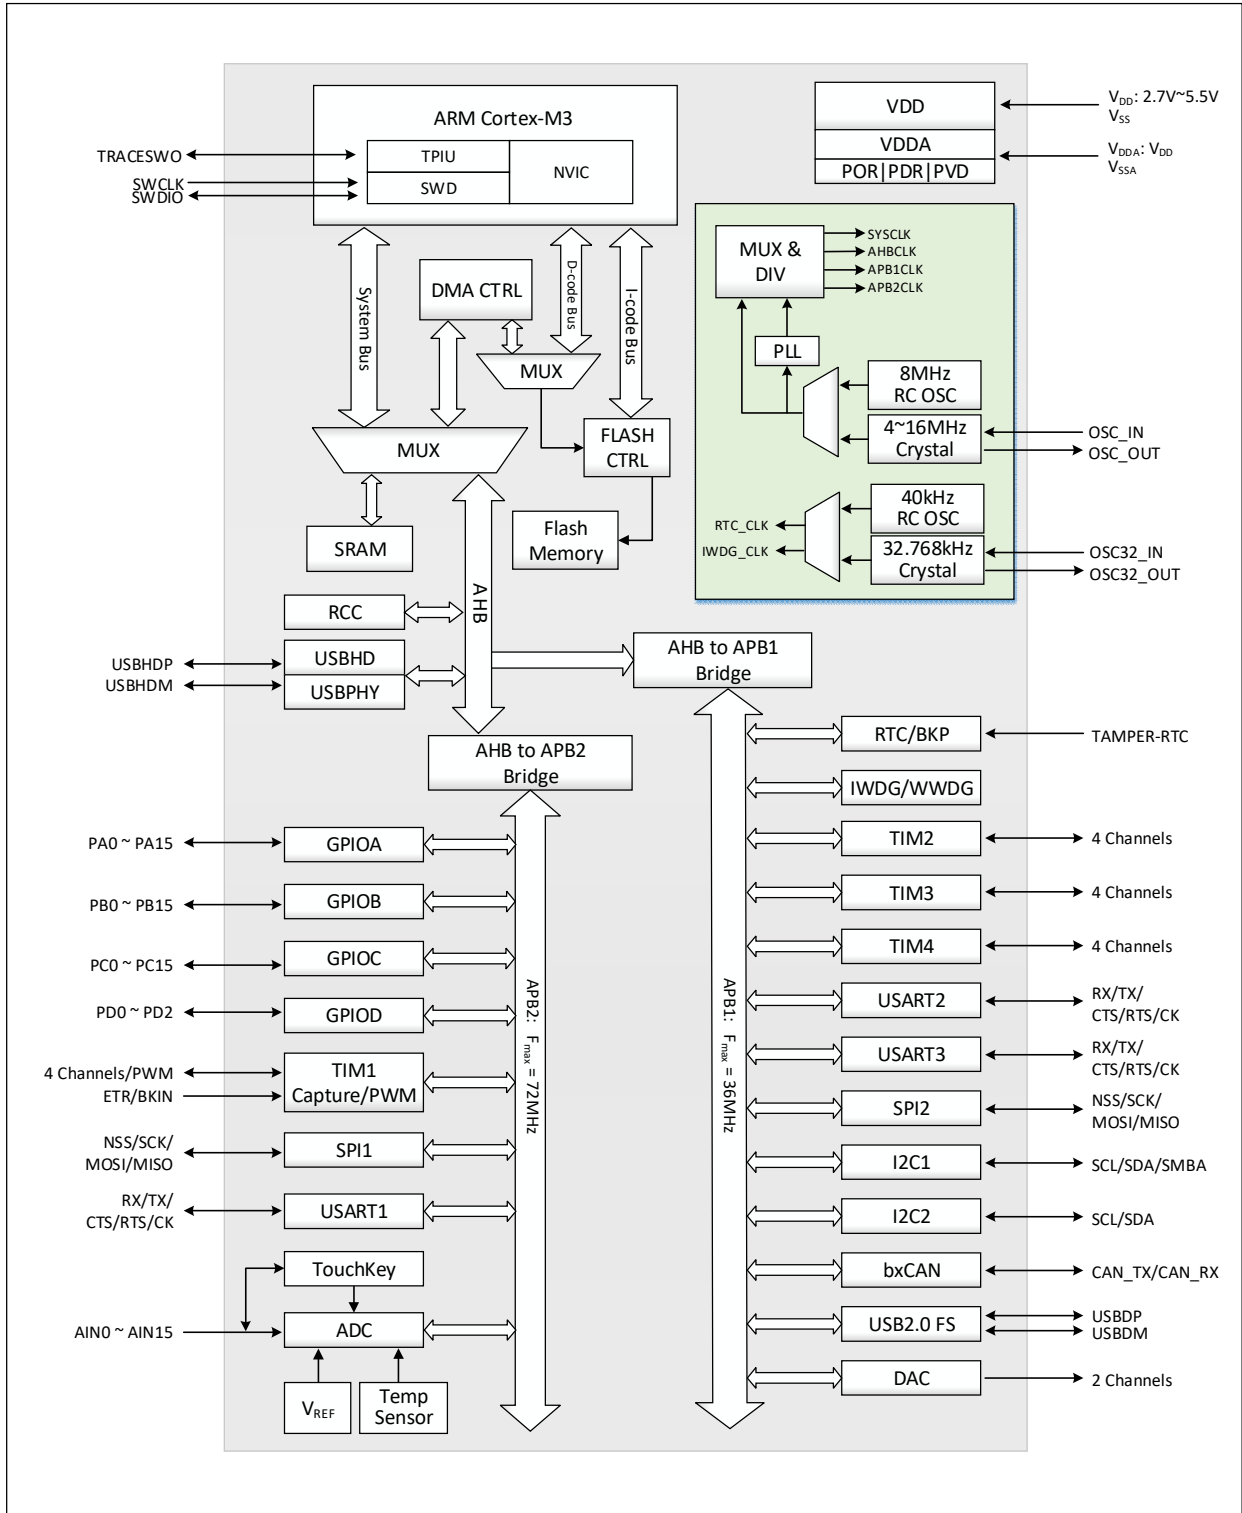 ARM Cortex-M3
TPIU
SWD
NVIC
TRACESWO
SWCLK
SWDIO
VDD
VDDA
POR|PDR|PVD
VDD: 2.7V~5.5V
VSS
VDDA: VDD
VSSA
System Bus
DMA CTRL
D-code Bus
I-code Bus
MUX
MUX
FLASH
CTRL
SRAM
Flash
Memory
MUX &
DIV
SYSCLK
AHBCLK
APB1CLK
APB2CLK
PLL
8MHz
RC OSC
4~16MHz
Crystal
OSC_IN
OSC_OUT
40kHz
RC OSC
RTC_CLK
IWDG_CLK
32.768kHz
Crystal
OSC32_IN
OSC32_OUT
AHB
RCC
USBHDP
USBHDM
USBHD
USBPHY
AHB to APB1
Bridge
AHB to APB2
Bridge
PA0 ~ PA15
GPIOA
PB0 ~ PB15
GPIOB
PC0 ~ PC15
GPIOC
PD0 ~ PD2
GPIOD
4 Channels/PWM
ETR/BKIN
TIM1
Capture/PWM
NSS/SCK/
MOSI/MISO
SPI1
RX/TX/
CTS/RTS/CK
USART1
TouchKey
AIN0 ~ AIN15
ADC
VREF
Temp
Sensor
APB2: Fmax = 72MHz
APB1: Fmax = 36MHz
RTC/BKP
TAMPER-RTC
IWDG/WWDG
TIM2
4 Channels
TIM3
4 Channels
TIM4
4 Channels
USART2
RX/TX/
CTS/RTS/CK
USART3
RX/TX/
CTS/RTS/CK
SPI2
NSS/SCK/
MOSI/MISO
I2C1
SCL/SDA/SMBA
I2C2
SCL/SDA
bxCAN
CAN_TX/CAN_RX
USB2.0 FS
USBDP
USBDM
DAC
2 Channels